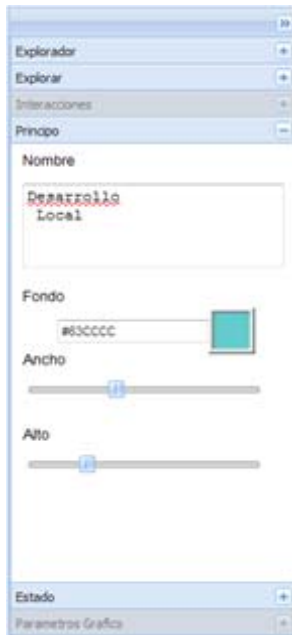 Explorador
Explorar
Interacciones
Principo
Nombre
Desarrollo
Local
Fondo
#63CCCC
Ancho
Alto
Estado
Parametros Grafico